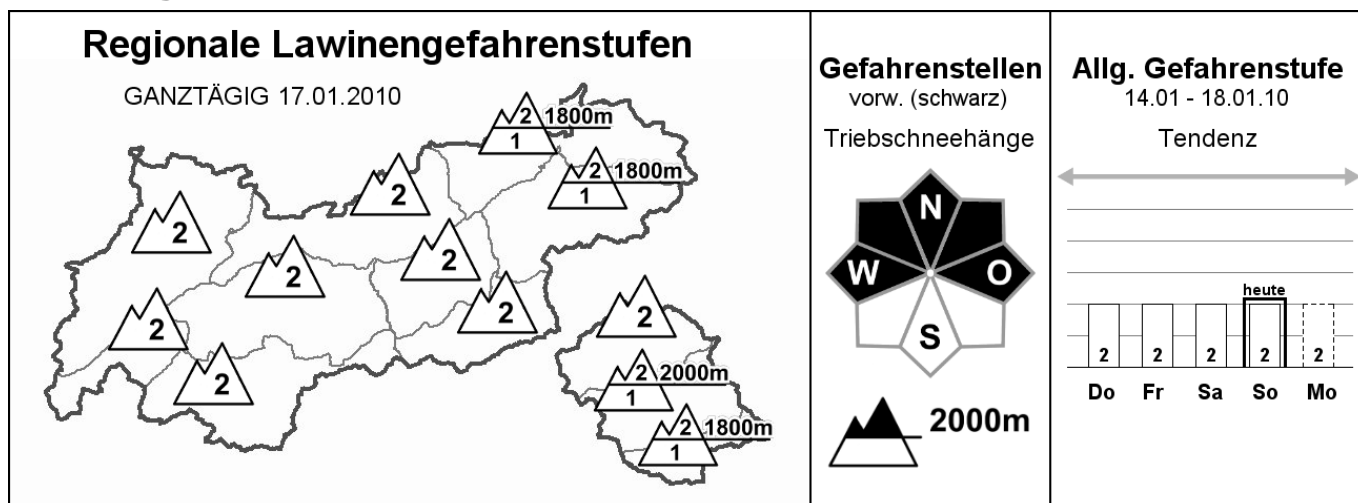 Regionale Lawinengefahrenstufen
GANZTÄGIG 17.01.2010
2 1800m
1
2 1800m
1
2
2
2
2
2
2
2
2
2 2000m
1
2 1800m
1
Gefahrenstellen
vorw. (schwarz)
Triebschneehänge
N
W O
S
2000m
Allg. Gefahrenstufe
14.01 - 18.01.10
Tendenz
heute
2 2 2 2 2
Do Fr Sa So Mo